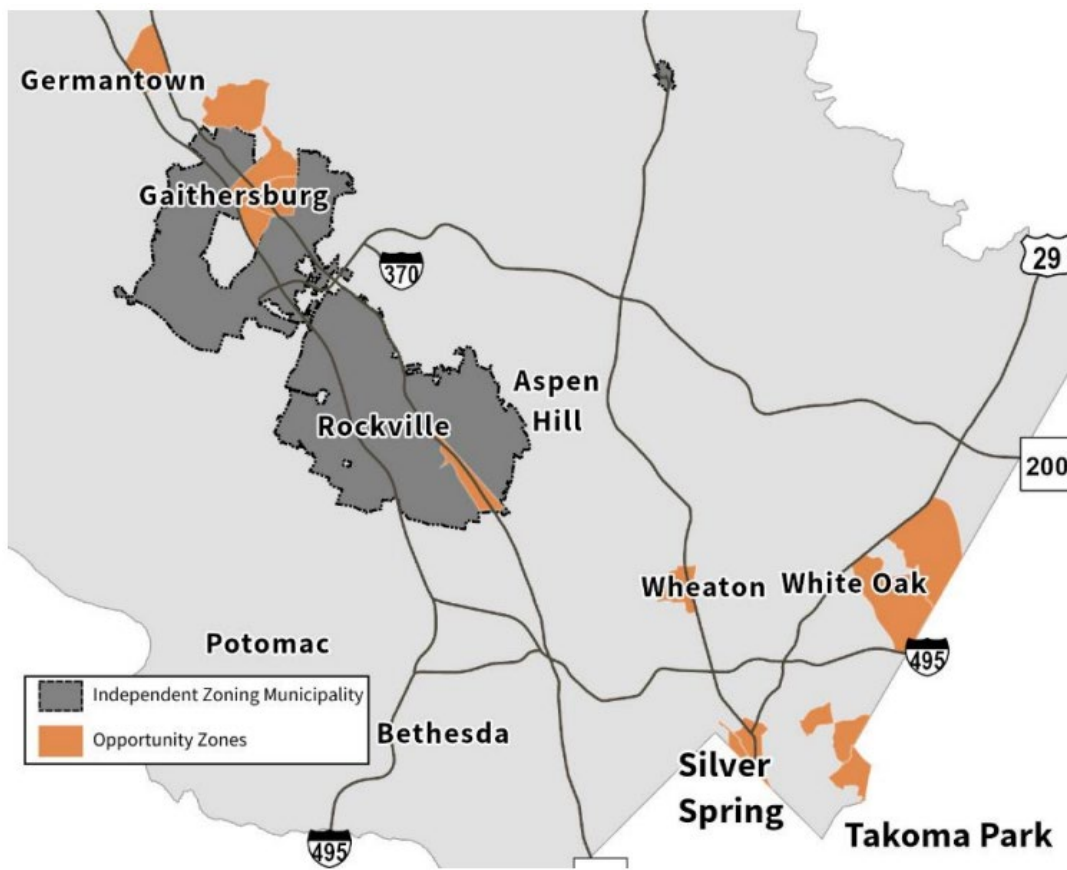 Germantown
Gaithersburg
370
29
Aspen
Hill
Rockville
200
Wheaton
White Oak
Potomac
495
Independent Zoning Municipality
Opportunity Zones
Bethesda
Silver
Spring
Takoma Park
495